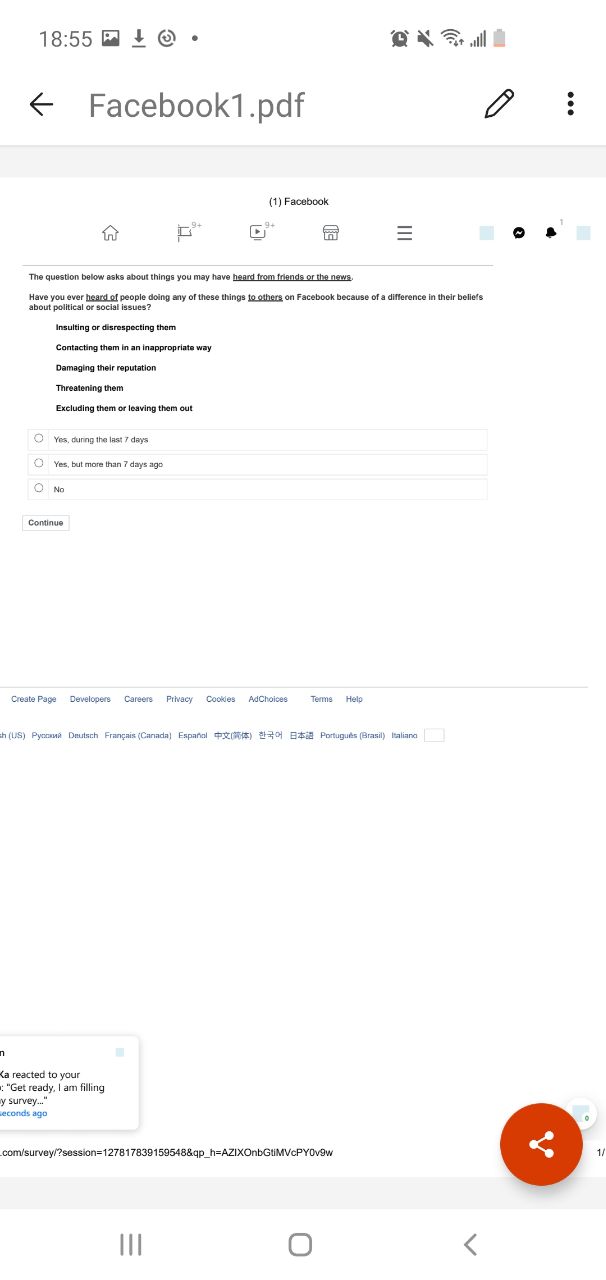 18:55
Facebook1.pdf
(1) Facebook
9+
9+
1
The question below asks about things you may have heard from friends or the news.
Have you ever heard of people doing any of these things to others on Facebook because of a difference in their beliefs
about political or social issues?
Insulting or disrespecting them
Contacting them in an inappropriate way
Damaging their reputation
Threatening them
Excluding them or leaving them out
Yes, during the last 7 days
Yes, but more than 7 days ago
No
Continue
Create Page Developers Careers Privacy Cookies AdChoices Terms Help
sh (US) Русский Deutsch Français (Canada) Español 中文(简体) 한국어 日本語 Português (Brasil) Italiano
n
Ka reacted to your
: "Get ready, I am filling
y survey..."
seconds ago
0
.com/survey/?session=127817839159548&qp_h=AZIXOnbGtiMVcPY0v9w
1/